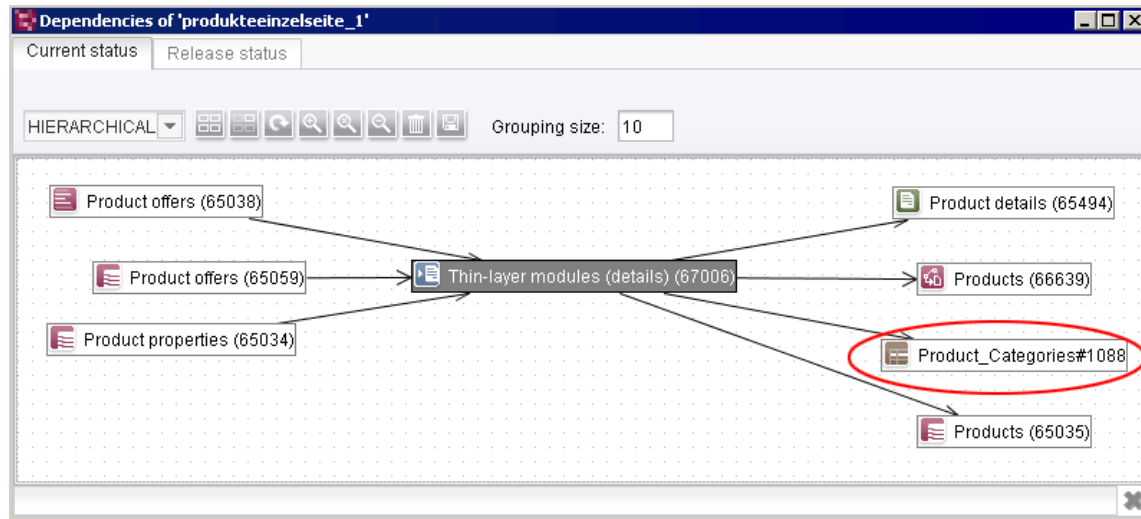 Dependencies of 'produkteeinzelseite_1'
Current status
Release status
HIERARCHICAL
Grouping size: 10
Product offers (65038)
Product details (65494)
Product offers (65059)
Thin-layer modules (details) (67006)
Products (66639)
Product properties (65034)
Product_Categories#1088
Products (65035)